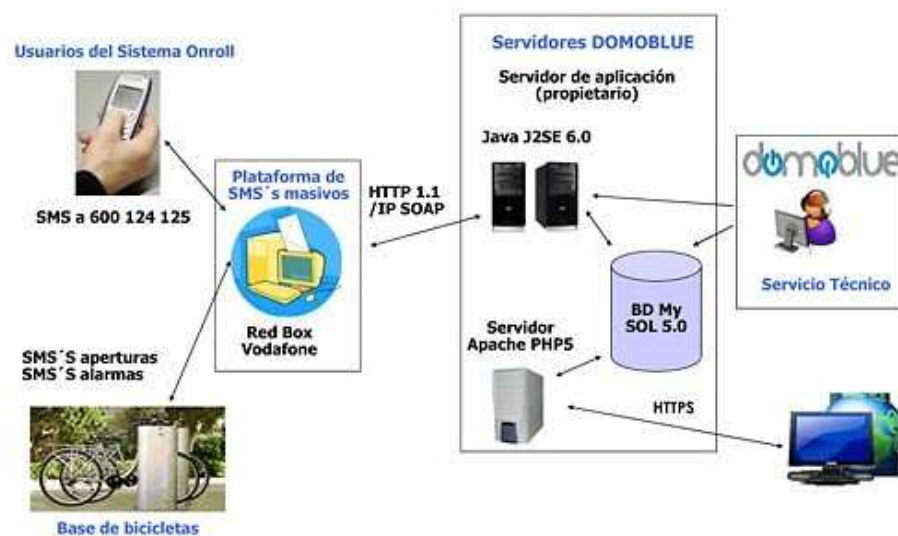 Usuarios del Sistema Onroll
SMS a 600 124 125
Plataforma de
SMS´s masivos
Red Box
Vodafone
SMS´S aperturas
SMS´S alarmas
Base de bicicletas
HTTP 1.1
/IP SOAP
Servidores DOMOBLUE
Servidor de aplicación
(propietario)
Java J2SE 6.0
BD My
SQL 5.0
Servidor
Apache PHP5
HTTPS
domoblue
Servicio Técnico